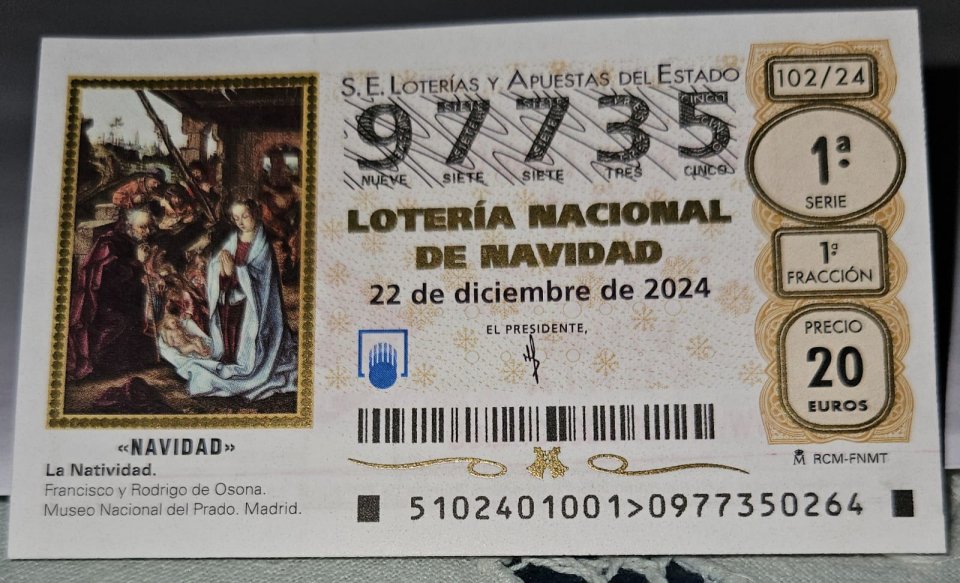 S.E. LOTERÍAS Y APUESTAS DEL ESTADO
97735
NUEVE SIETE SIETE TRES CINCO
LOTERÍA NACIONAL
DE NAVIDAD
22 de diciembre de 2024
EL PRESIDENTE,
102/24
1ª
SERIE
1ª
FRACCIÓN
PRECIO
20
EUROS
RCM-FNMT
«NAVIDAD»
La Natividad.
Francisco y Rodrigo de Osona.
Museo Nacional del Prado. Madrid.
5102401001>0977350264